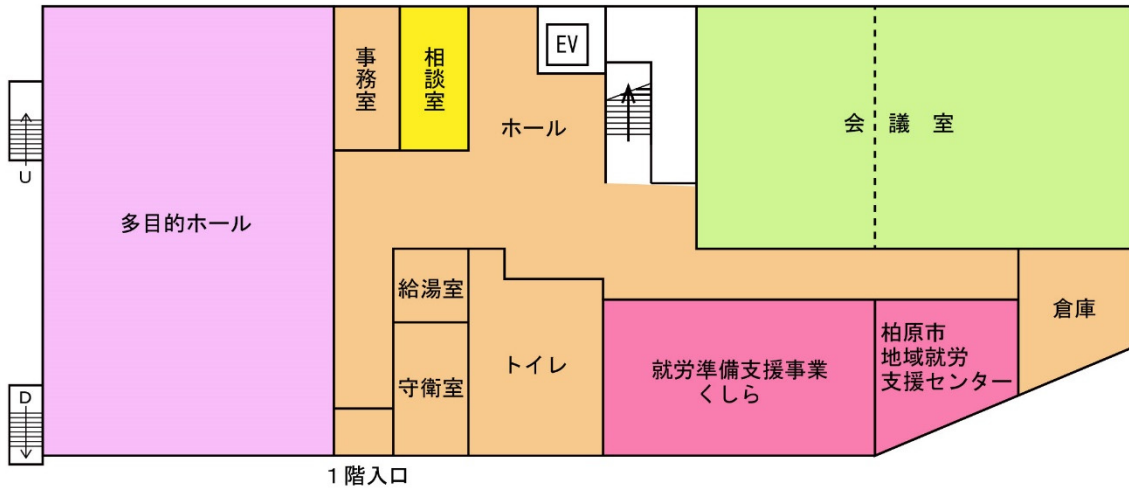 事務室
相談室
EV
ホール
会議室
U
多目的ホール
給湯室
倉庫
柏原市
地域就労
支援センター
就労準備支援事業
くしら
トイレ
守衛室
D
1階入口